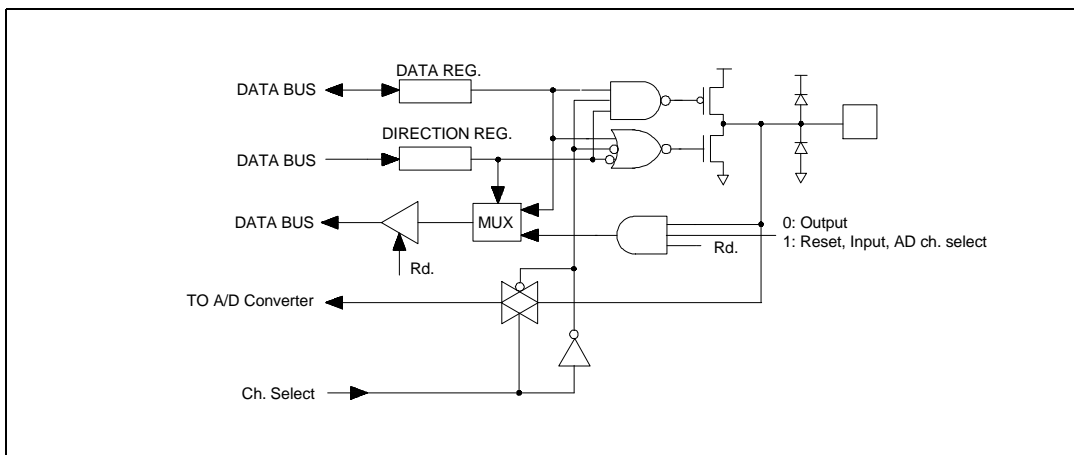 DATA REG.
DATA BUS
DIRECTION REG.
DATA BUS
DATA BUS
MUX
0: Output
1: Reset, Input, AD ch. select
Rd.
Rd.
TO A/D Converter
Ch. Select